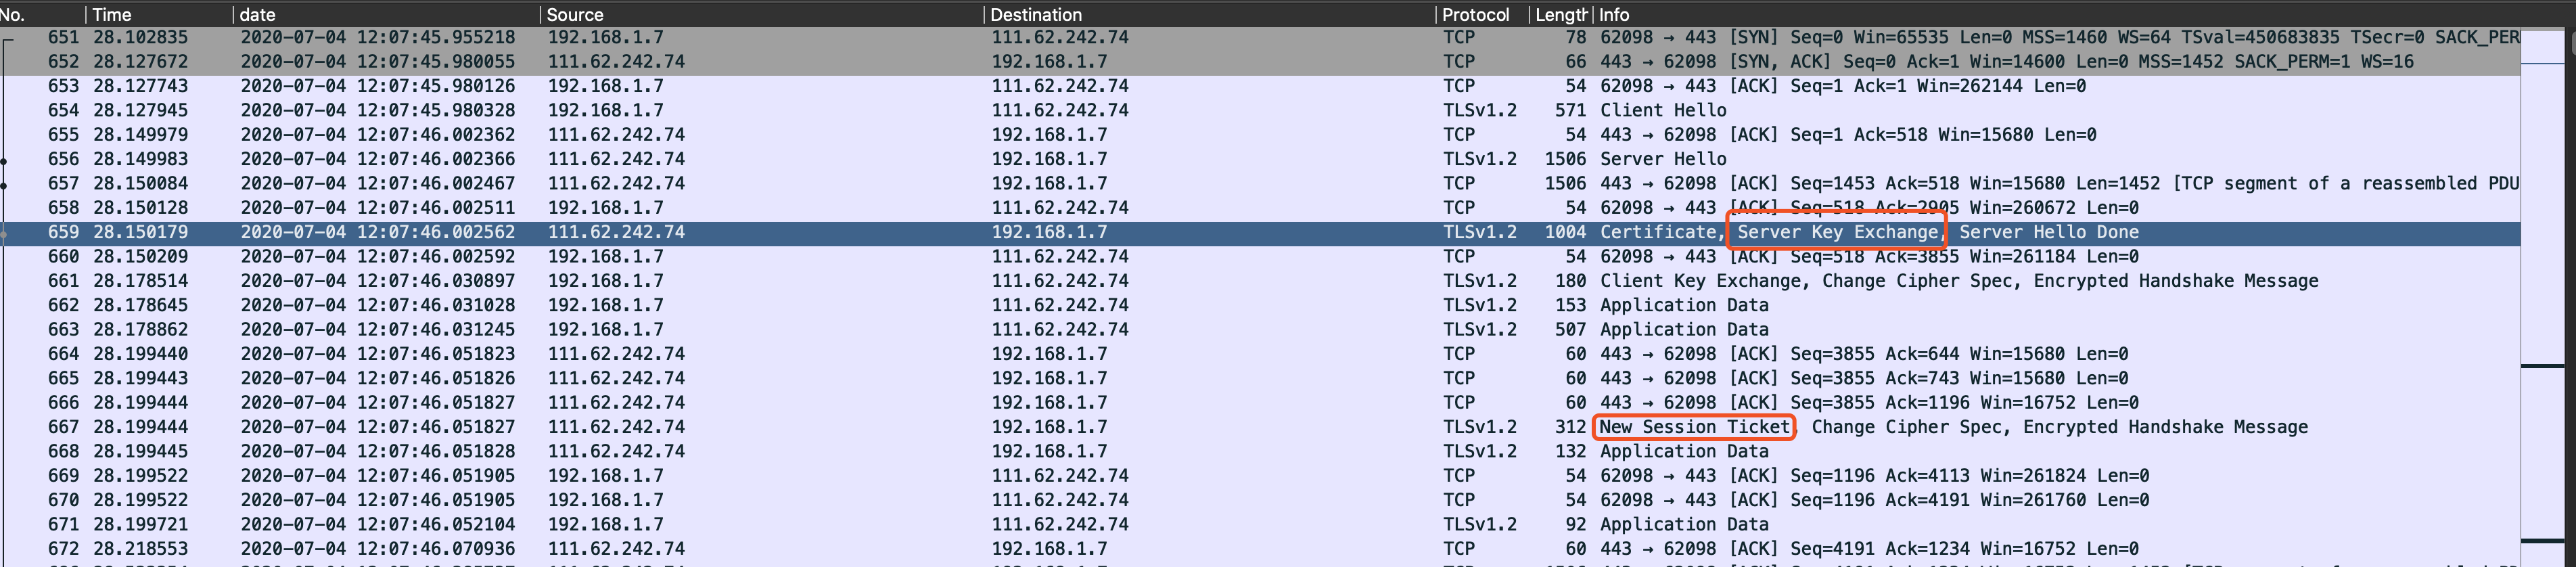 No. Time date Source Destination Protocol Length Info
651 28.102835 2020-07-04 12:07:45.955218 192.168.1.7 111.62.242.74 TCP 78 62098 → 443 [SYN] Seq=0 Win=65535 Len=0 MSS=1460 WS=64 TSval=450683835 TSecr=0 SACK_PER
652 28.127672 2020-07-04 12:07:45.980055 111.62.242.74 192.168.1.7 TCP 66 443 → 62098 [SYN, ACK] Seq=0 Ack=1 Win=14600 Len=0 MSS=1452 SACK_PERM=1 WS=16
653 28.127743 2020-07-04 12:07:45.980126 192.168.1.7 111.62.242.74 TCP 54 62098 → 443 [ACK] Seq=1 Ack=1 Win=262144 Len=0
654 28.127945 2020-07-04 12:07:45.980328 192.168.1.7 111.62.242.74 TLSv1.2 571 Client Hello
655 28.149979 2020-07-04 12:07:46.002362 111.62.242.74 192.168.1.7 TCP 54 443 → 62098 [ACK] Seq=1 Ack=518 Win=15680 Len=0
656 28.149983 2020-07-04 12:07:46.002366 111.62.242.74 192.168.1.7 TLSv1.2 1506 Server Hello
657 28.150084 2020-07-04 12:07:46.002467 111.62.242.74 192.168.1.7 TCP 1506 443 → 62098 [ACK] Seq=1453 Ack=518 Win=15680 Len=1452 [TCP segment of a reassembled PDU
658 28.150128 2020-07-04 12:07:46.002511 192.168.1.7 111.62.242.74 TCP 54 62098 → 443 [ACK] Seq=518 Ack=2905 Win=260672 Len=0
659 28.150179 2020-07-04 12:07:46.002562 111.62.242.74 192.168.1.7 TLSv1.2 1004 Certificate, Server Key Exchange, Server Hello Done
660 28.150209 2020-07-04 12:07:46.002592 192.168.1.7 111.62.242.74 TCP 54 62098 → 443 [ACK] Seq=518 Ack=3855 Win=261184 Len=0
661 28.178514 2020-07-04 12:07:46.030897 192.168.1.7 111.62.242.74 TLSv1.2 180 Client Key Exchange, Change Cipher Spec, Encrypted Handshake Message
662 28.178645 2020-07-04 12:07:46.031028 192.168.1.7 111.62.242.74 TLSv1.2 153 Application Data
663 28.178862 2020-07-04 12:07:46.031245 192.168.1.7 111.62.242.74 TLSv1.2 507 Application Data
664 28.199440 2020-07-04 12:07:46.051823 111.62.242.74 192.168.1.7 TCP 60 443 → 62098 [ACK] Seq=3855 Ack=644 Win=15680 Len=0
665 28.199443 2020-07-04 12:07:46.051826 111.62.242.74 192.168.1.7 TCP 60 443 → 62098 [ACK] Seq=3855 Ack=743 Win=15680 Len=0
666 28.199444 2020-07-04 12:07:46.051827 111.62.242.74 192.168.1.7 TCP 60 443 → 62098 [ACK] Seq=3855 Ack=1196 Win=16752 Len=0
667 28.199444 2020-07-04 12:07:46.051827 111.62.242.74 192.168.1.7 TLSv1.2 312 New Session Ticket, Change Cipher Spec, Encrypted Handshake Message
668 28.199445 2020-07-04 12:07:46.051828 111.62.242.74 192.168.1.7 TLSv1.2 132 Application Data
669 28.199522 2020-07-04 12:07:46.051905 192.168.1.7 111.62.242.74 TCP 54 62098 → 443 [ACK] Seq=1196 Ack=4113 Win=261824 Len=0
670 28.199522 2020-07-04 12:07:46.051905 192.168.1.7 111.62.242.74 TCP 54 62098 → 443 [ACK] Seq=1196 Ack=4191 Win=261760 Len=0
671 28.199721 2020-07-04 12:07:46.052104 192.168.1.7 111.62.242.74 TLSv1.2 92 Application Data
672 28.218553 2020-07-04 12:07:46.070936 111.62.242.74 192.168.1.7 TCP 60 443 → 62098 [ACK] Seq=4191 Ack=1234 Win=16752 Len=0